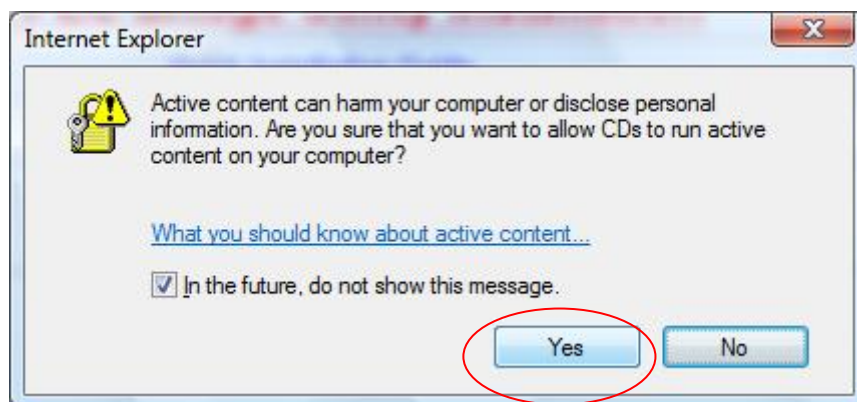 Internet Explorer
Active content can harm your computer or disclose personal
information. Are you sure that you want to allow CDs to run active
content on your computer?
What you should know about active content...
In the future, do not show this message.
Yes
No